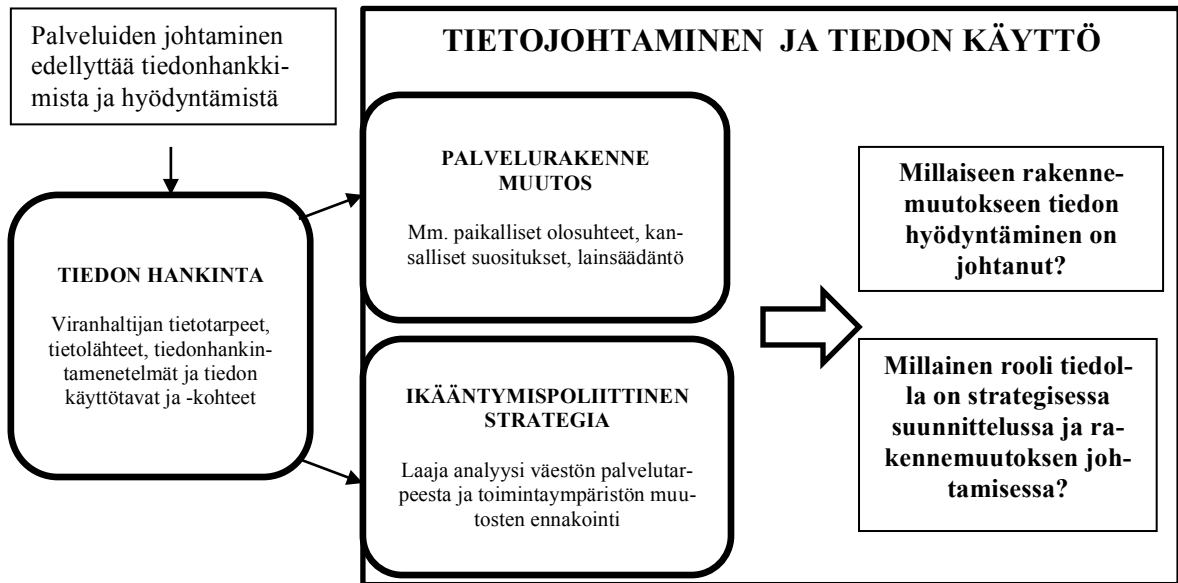 Palveluiden johtaminen
edellyttää tiedonhankki-
mista ja hyödyntämistä
TIEDON HANKINTA
Viranhaltijan tietotarpeet,
tietolähteet, tiedonhankin-
tamenetelmät ja tiedon
käyttötavat ja -kohteet
TIETOJOHTAMINEN JA TIEDON KÄYTTÖ
PALVELURAKENNE
MUUTOS
Mm. paikalliset olosuhteet, kan-
salliset suositukset, lainsäädäntö
IKÄÄNTYMISPOLIITTINEN
STRATEGIA
Laaja analyysi väestön palvelutar-
peesta ja toimintaympäristön muu-
tosten ennakointi
Millaiseen rakenne-
muutokseen tiedon
hyödyntäminen on
johtanut?
Millainen rooli tiedol-
la on strategisessa
suunnittelussa ja ra-
kennemuutoksen joh-
tamisessa?